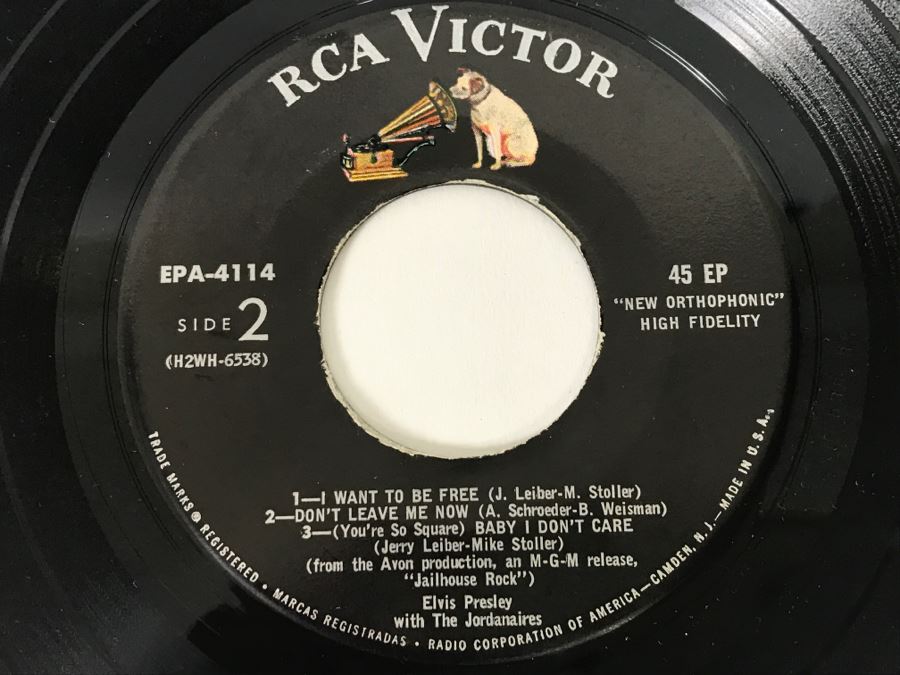 RCA VICTOR
EPA-4114
SIDE 2
(H2WH-6538)
45 EP
"NEW ORTHOPHONIC"
HIGH FIDELITY
1—I WANT TO BE FREE (J. Leiber-M. Stoller)
2—DON'T LEAVE ME NOW (A. Schroeder-B. Weisman)
3—(You're So Square) BABY I DON'T CARE
(Jerry Leiber-Mike Stoller)
(from the Avon production, an M-G-M release,
"Jailhouse Rock")
Elvis Presley
with The Jordanaires
TRADE MARKS ® REGISTERED • MARCAS REGISTRADAS • RADIO CORPORATION OF AMERICA—CAMDEN, N. J.—MADE IN U. S. A.